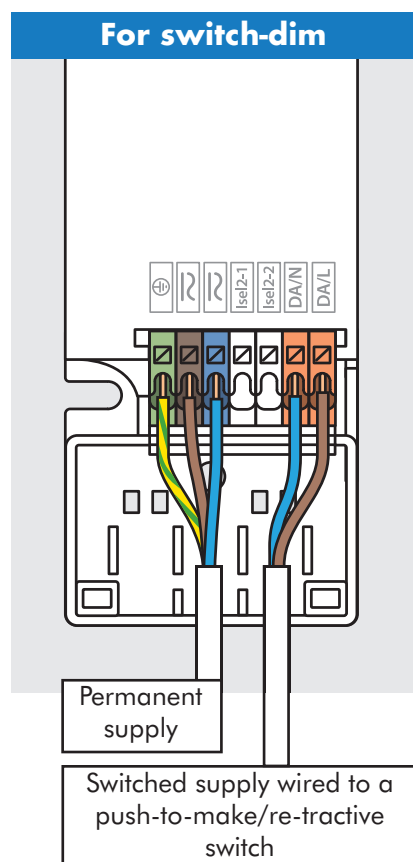 For switch-dim
Isel2-1
Isel2-2
DA/N
DA/L
Permanent
supply
Switched supply wired to a
push-to-make/re-tractive
switch